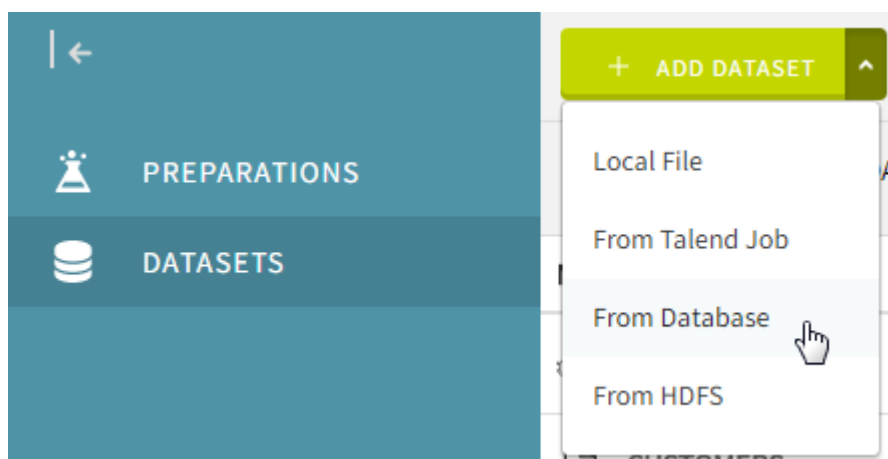 + ADD DATASET
PREPARATIONS
DATASETS
Local File
From Talend Job
From Database
From HDFS